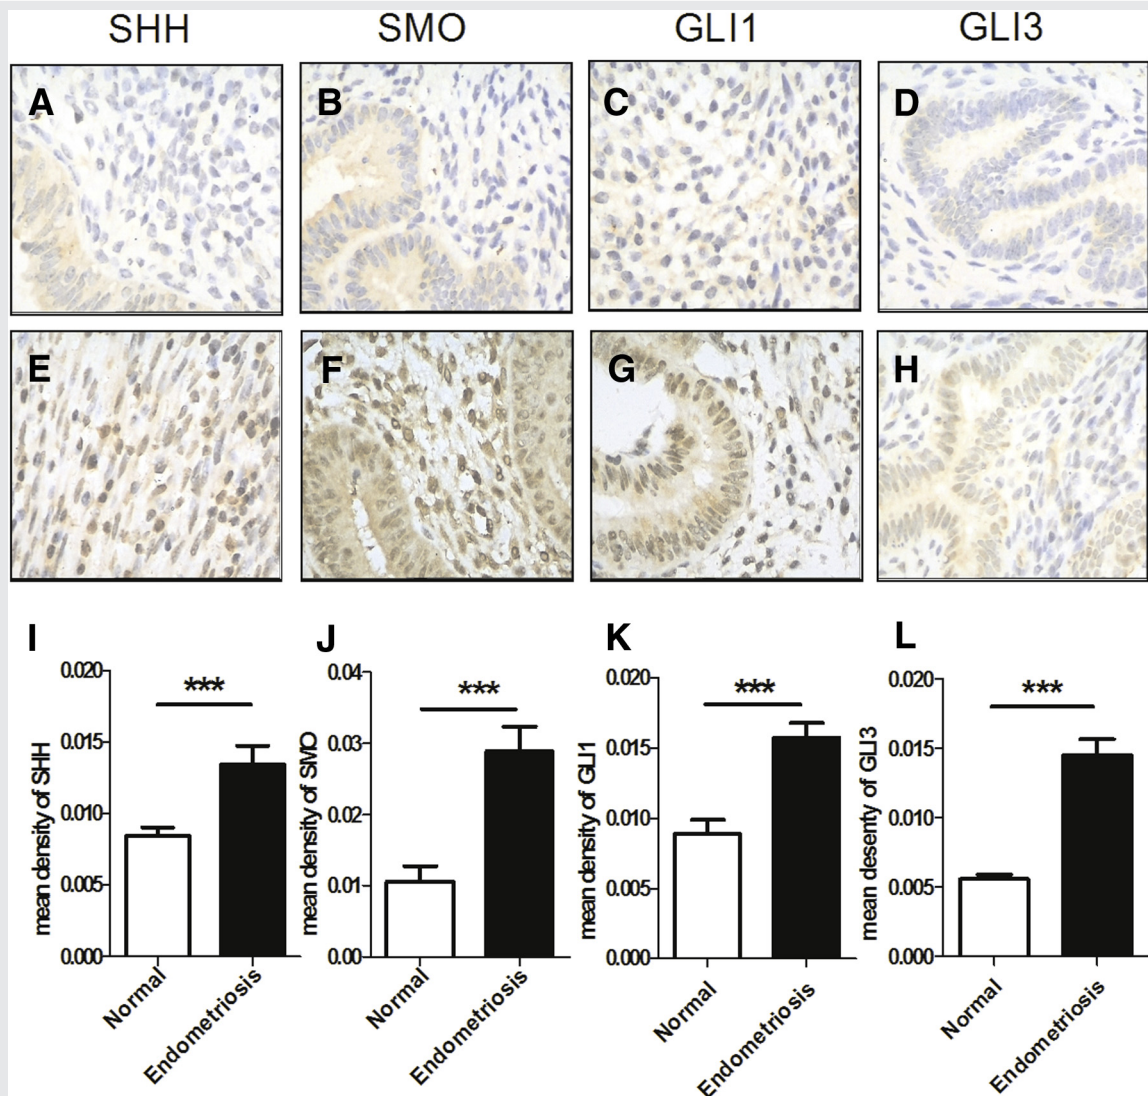 SHH SMO GLI1 GLI3
A B C D
E F G H
I
mean density of SHH
0.020
0.015
0.010
0.005
0.000
***
Normal
Endometriosis
J
mean density of SMO
0.04
0.03
0.02
0.01
0.00
***
Normal
Endometriosis
K
mean density of GLI1
0.020
0.015
0.010
0.005
0.000
***
Normal
Endometriosis
L
mean desenty of GLI3
0.020
0.015
0.010
0.005
0.000
***
Normal
Endometriosis